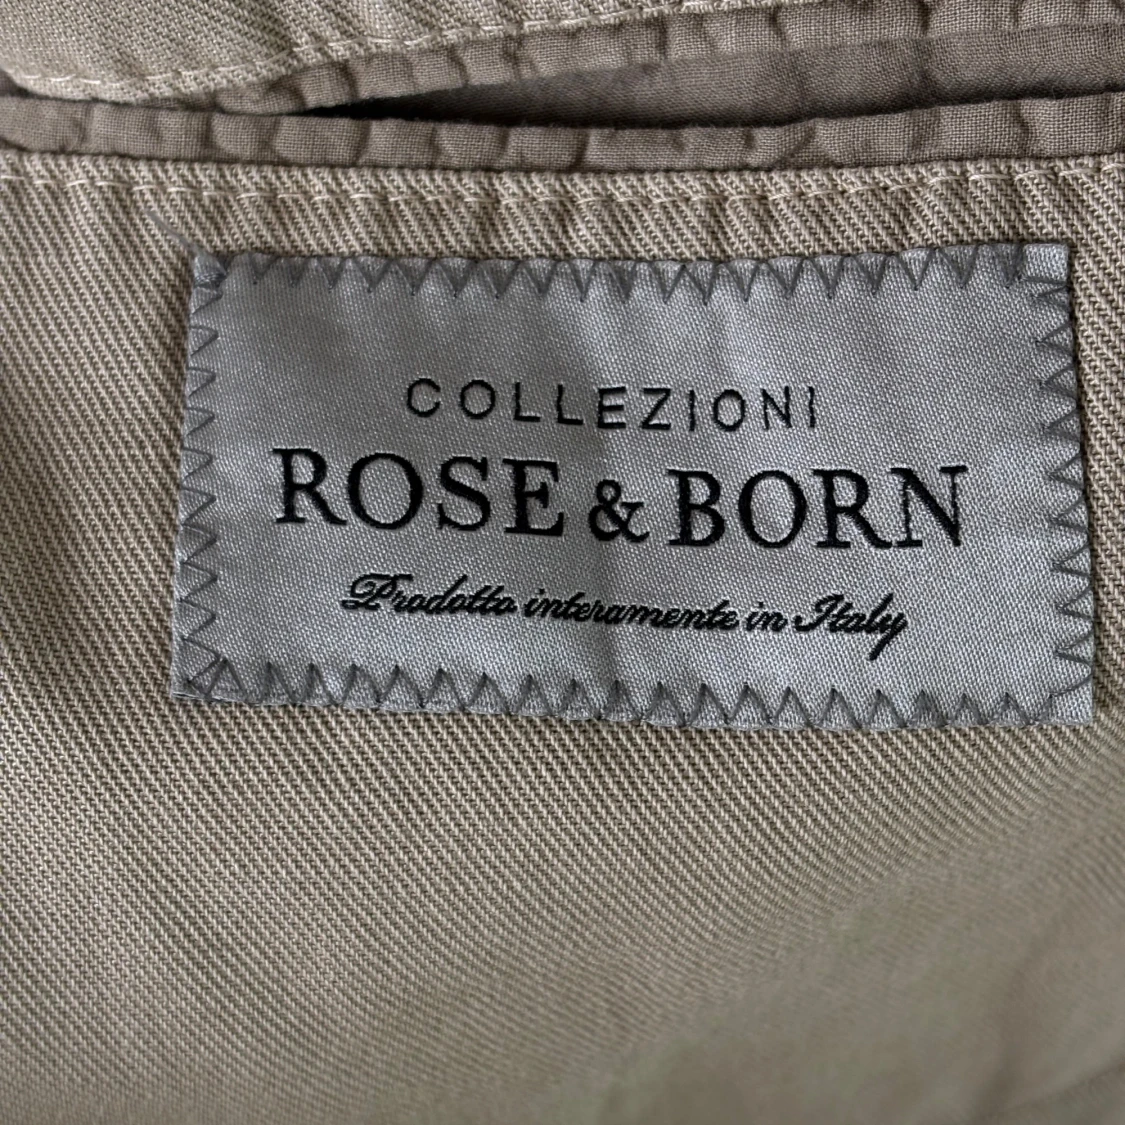 COLLEZIONI
ROSE & BORN
Prodotto interamente in Italy